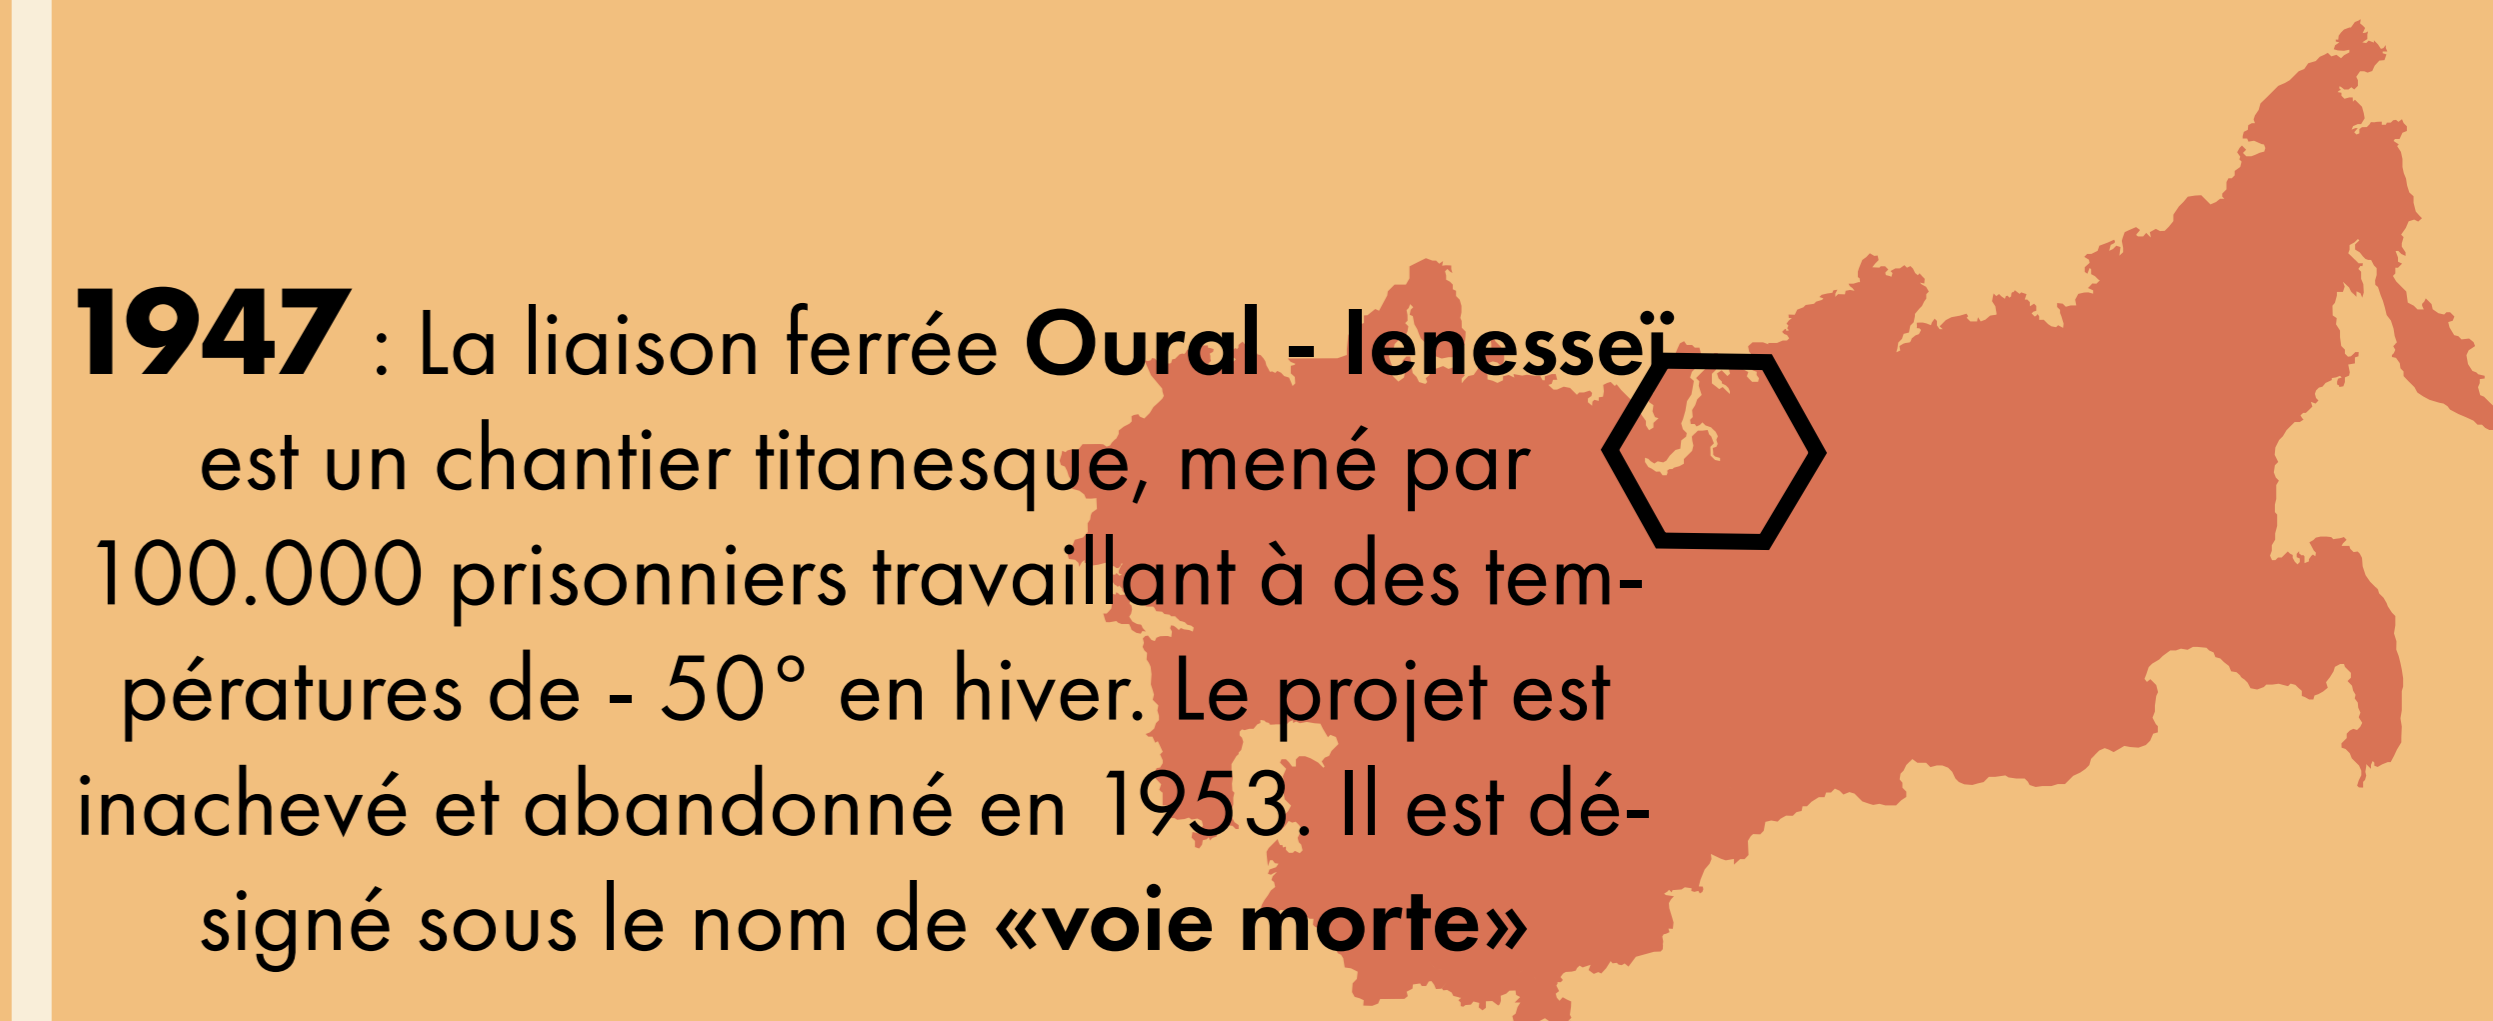 1947 : La liaison ferrée Oural - Ienesseï
est un chantier titanesque, mené par
100.000 prisonniers travaillant à des tem-
pératures de - 50° en hiver. Le projet est
inachevé et abandonné en 1953. Il est dé-
signé sous le nom de «voie morte»